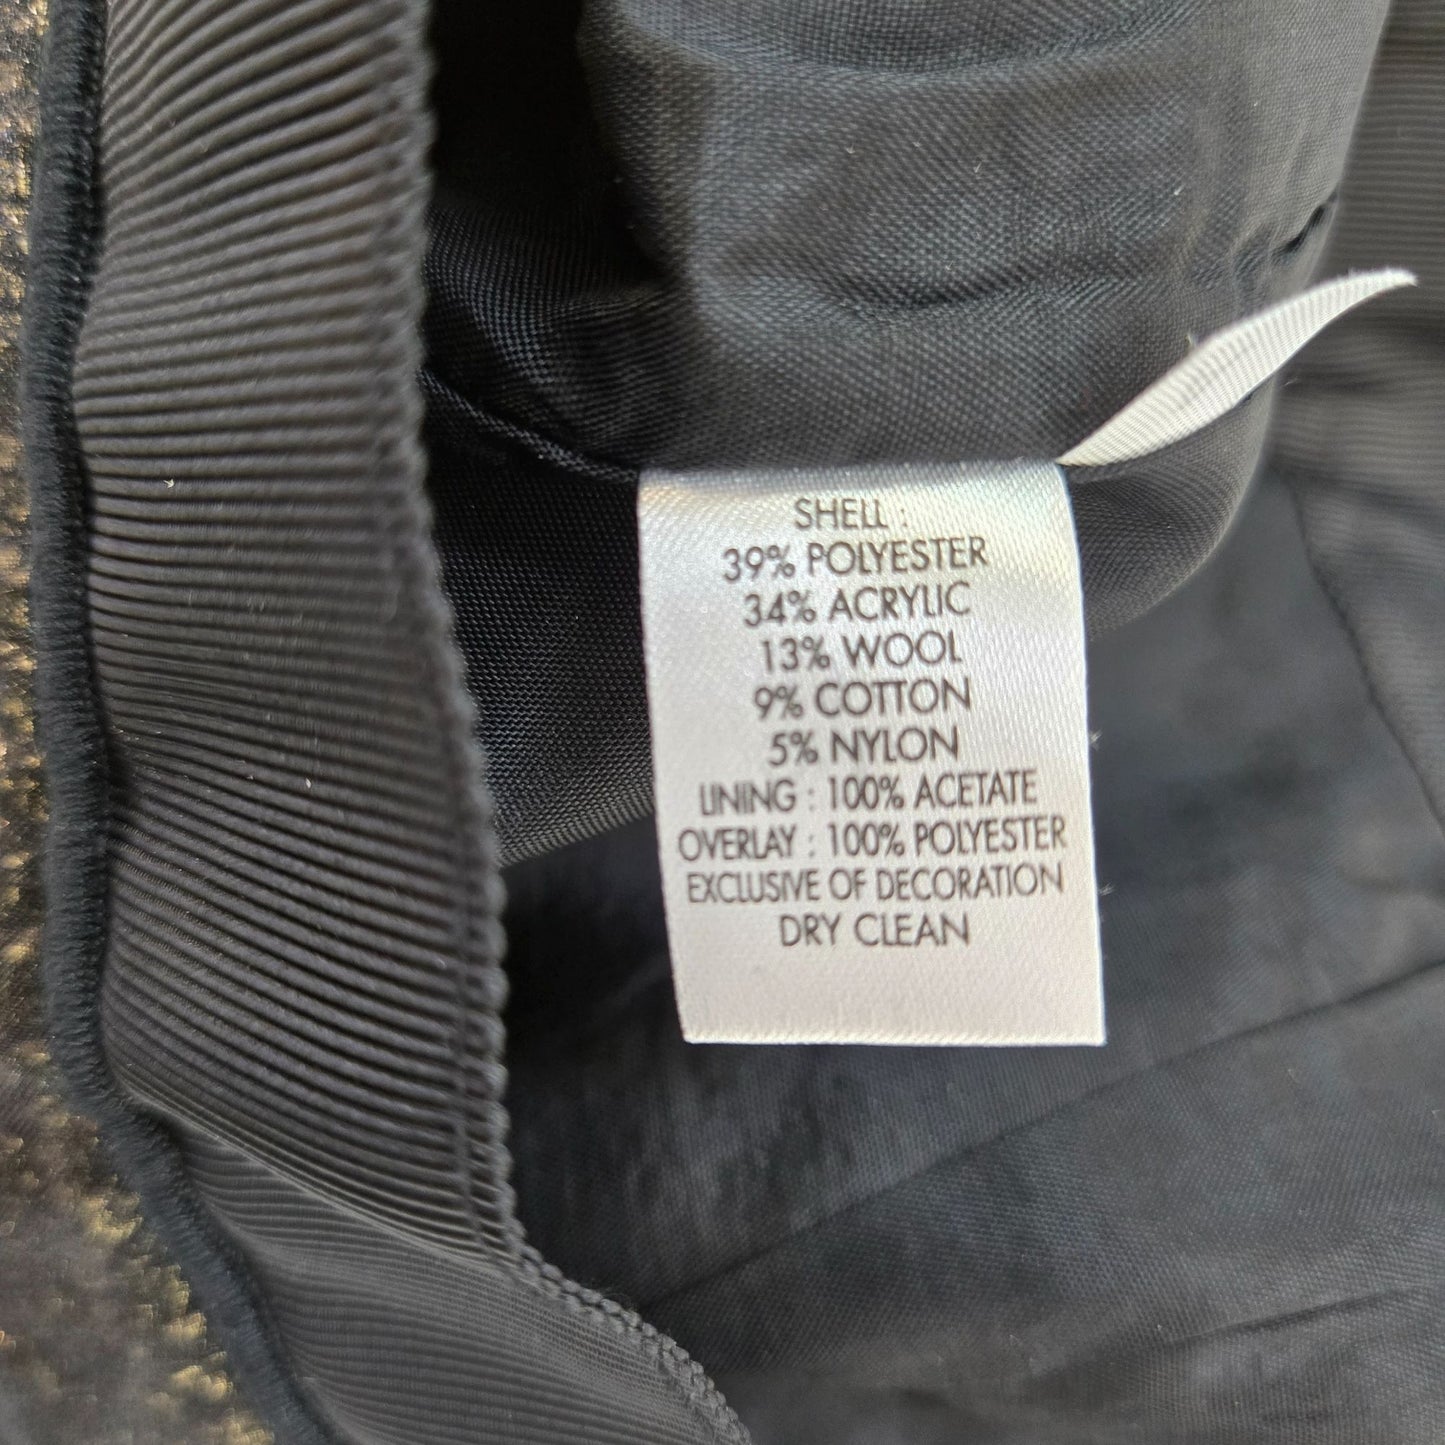 SHELL :
39% POLYESTER
34% ACRYLIC
13% WOOL
9% COTTON
5% NYLON
LINING : 100% ACETATE
OVERLAY : 100% POLYESTER
EXCLUSIVE OF DECORATION
DRY CLEAN